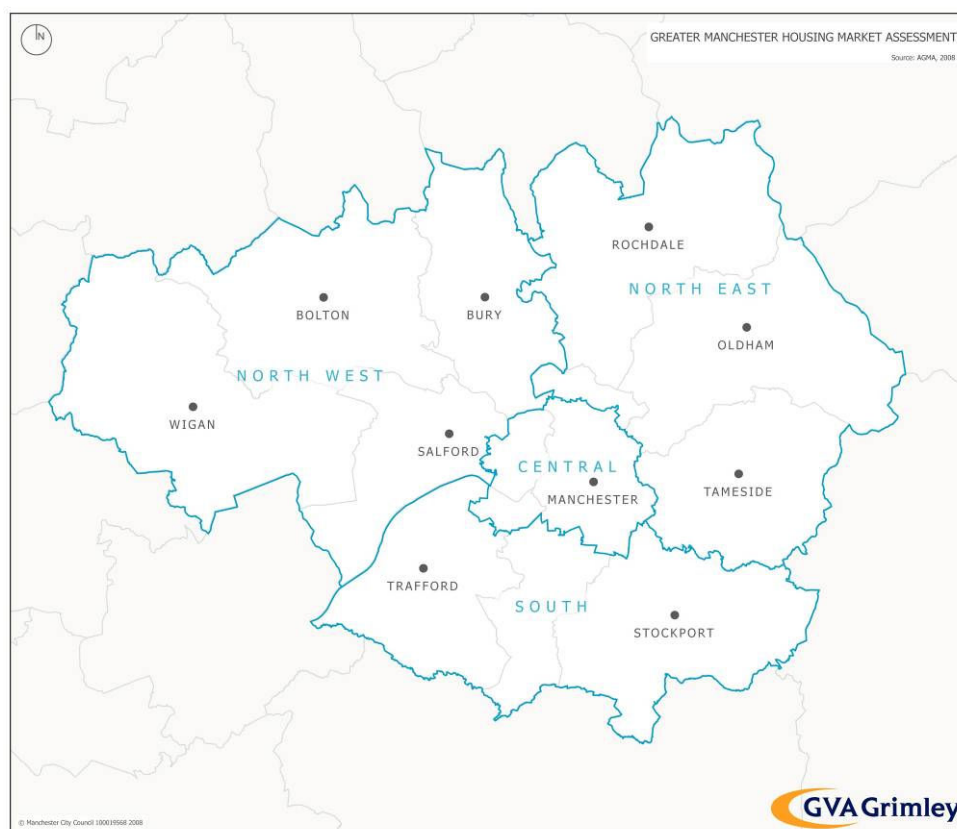 N
GREATER MANCHESTER HOUSING MARKET ASSESSMENT
Source: AGMA, 2008
ROCHDALE
NORTH EAST
BOLTON
BURY
OLDHAM
NORTH WEST
WIGAN
SALFORD
CENTRAL
MANCHESTER
TAMESIDE
TRAFFORD
SOUTH
STOCKPORT
GVA Grimley
© Manchester City Council 100019568 2008